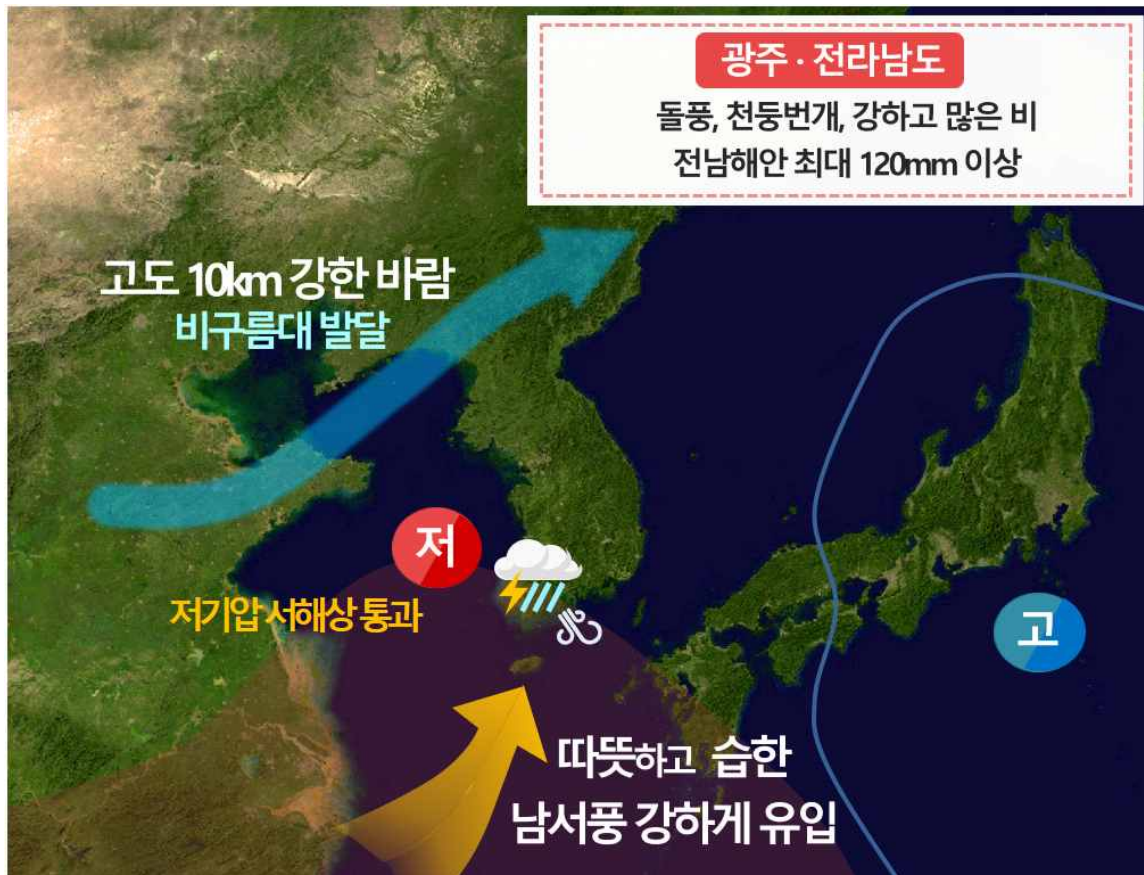 광주 · 전라남도
돌풍, 천둥번개, 강하고 많은 비
전남해안 최대 120mm 이상
고도 10km 강한 바람
비구름대 발달
저
저기압 서해상 통과
고
따뜻하고 습한
남서풍 강하게 유입